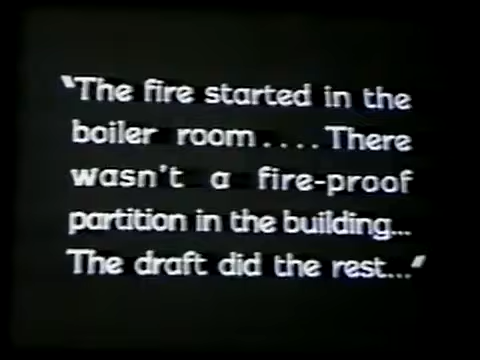 "The fire started in the
boiler room....There
wasn't a fire-proof
partition in the building...
The draft did the rest..."